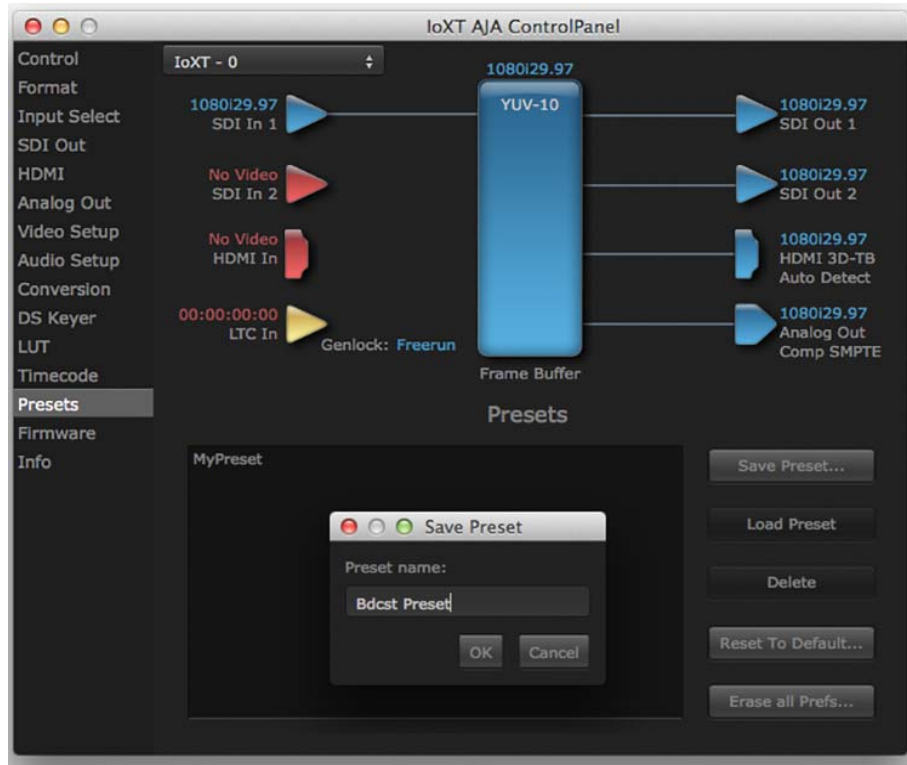 IoXT AJA ControlPanel
Control
Format
Input Select
SDI Out
HDMI
Analog Out
Video Setup
Audio Setup
Conversion
DS Keyer
LUT
Timecode
Presets
Firmware
Info
IoXT - 0
1080i29.97
SDI In 1
No Video
SDI In 2
No Video
HDMI In
00:00:00:00
LTC In
Genlock: Freerun
1080i29.97
YUV-10
Frame Buffer
1080i29.97
SDI Out 1
1080i29.97
SDI Out 2
1080i29.97
HDMI 3D-TB
Auto Detect
1080i29.97
Analog Out
Comp SMPTE
Presets
MyPreset
Save Preset
Preset name:
Bdcst Preset
OK
Cancel
Save Preset...
Load Preset
Delete
Reset To Default...
Erase all Prefs...